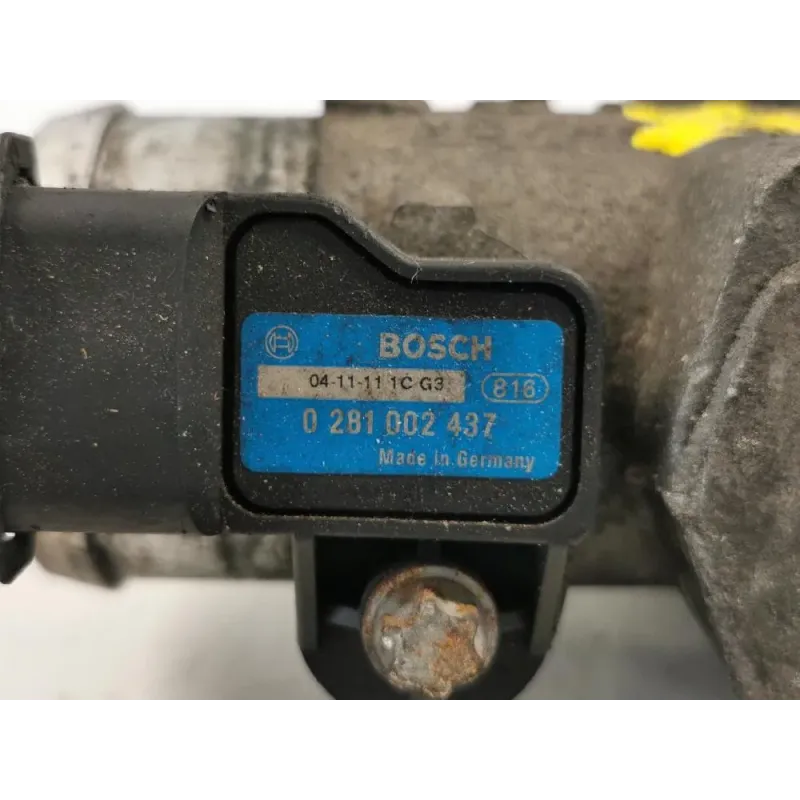 BOSCH
04-11-11 1C G3
816
0 281 002 437
Made in Germany